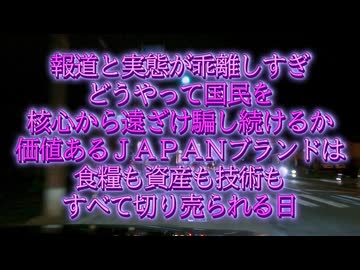 報道と実態が乖離しすぎ
どうやって国民を
核心から遠ざけ騙し続けるか
価値あるJAPANブランドは
食糧も資産も技術も
すべて切り売られる日